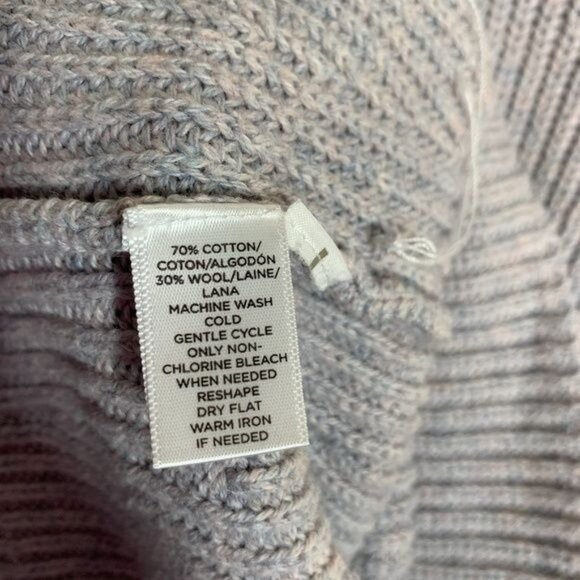 70% COTTON/
COTON/ALGODÓN
30% WOOL/LAINE/
LANA
MACHINE WASH
COLD
GENTLE CYCLE
ONLY NON-
CHLORINE BLEACH
WHEN NEEDED
RESHAPE
DRY FLAT
WARM IRON
IF NEEDED